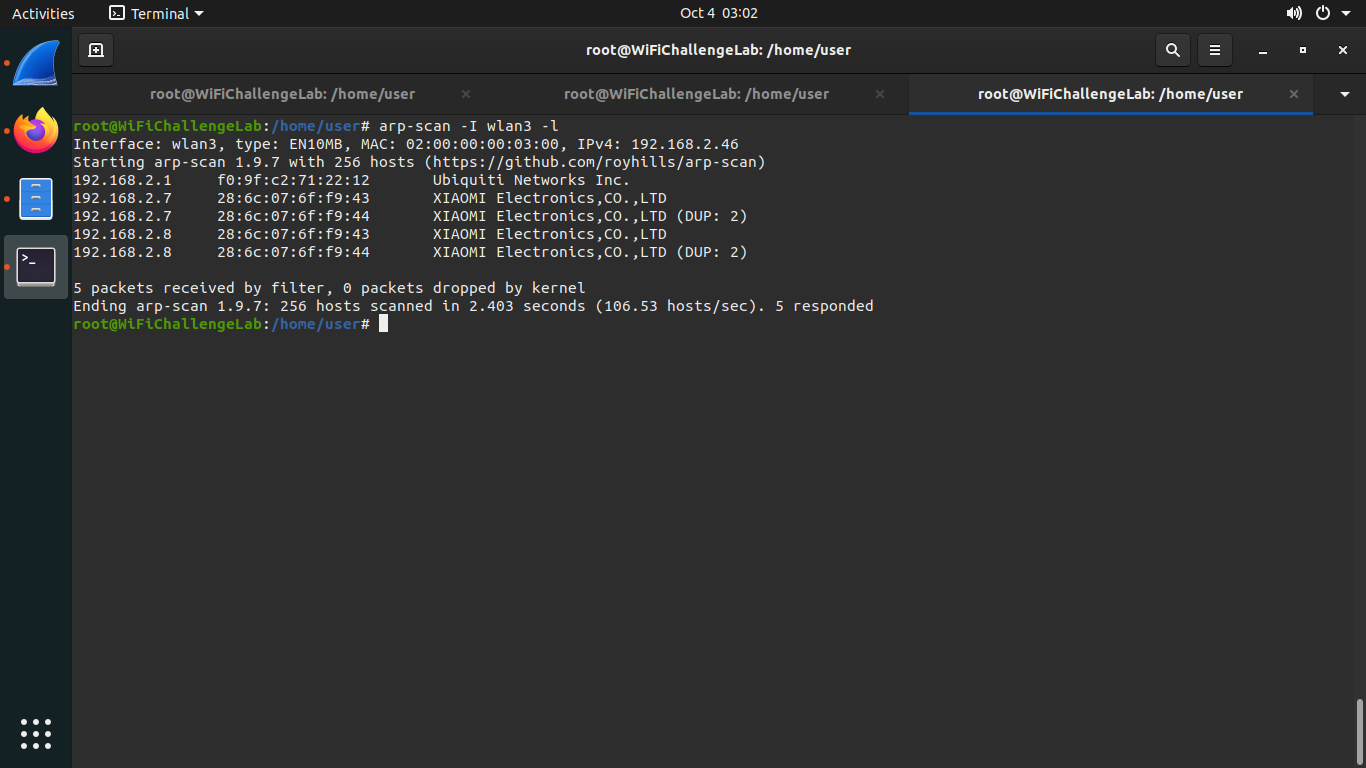 Activities Terminal Oct 4 03:02
root@WiFiChallengeLab: /home/user
root@WiFiChallengeLab: /home/user × root@WiFiChallengeLab: /home/user × root@WiFiChallengeLab: /home/user ×
root@WiFiChallengeLab:/home/user# arp-scan -I wlan3 -l
Interface: wlan3, type: EN10MB, MAC: 02:00:00:00:03:00, IPv4: 192.168.2.46
Starting arp-scan 1.9.7 with 256 hosts (https://github.com/royhills/arp-scan)
192.168.2.1 f0:9f:c2:71:22:12 Ubiquiti Networks Inc.
192.168.2.7 28:6c:07:6f:f9:43 XIAOMI Electronics,CO.,LTD
192.168.2.7 28:6c:07:6f:f9:44 XIAOMI Electronics,CO.,LTD (DUP: 2)
192.168.2.8 28:6c:07:6f:f9:43 XIAOMI Electronics,CO.,LTD
192.168.2.8 28:6c:07:6f:f9:44 XIAOMI Electronics,CO.,LTD (DUP: 2)
5 packets received by filter, 0 packets dropped by kernel
Ending arp-scan 1.9.7: 256 hosts scanned in 2.403 seconds (106.53 hosts/sec). 5 responded
root@WiFiChallengeLab:/home/user#